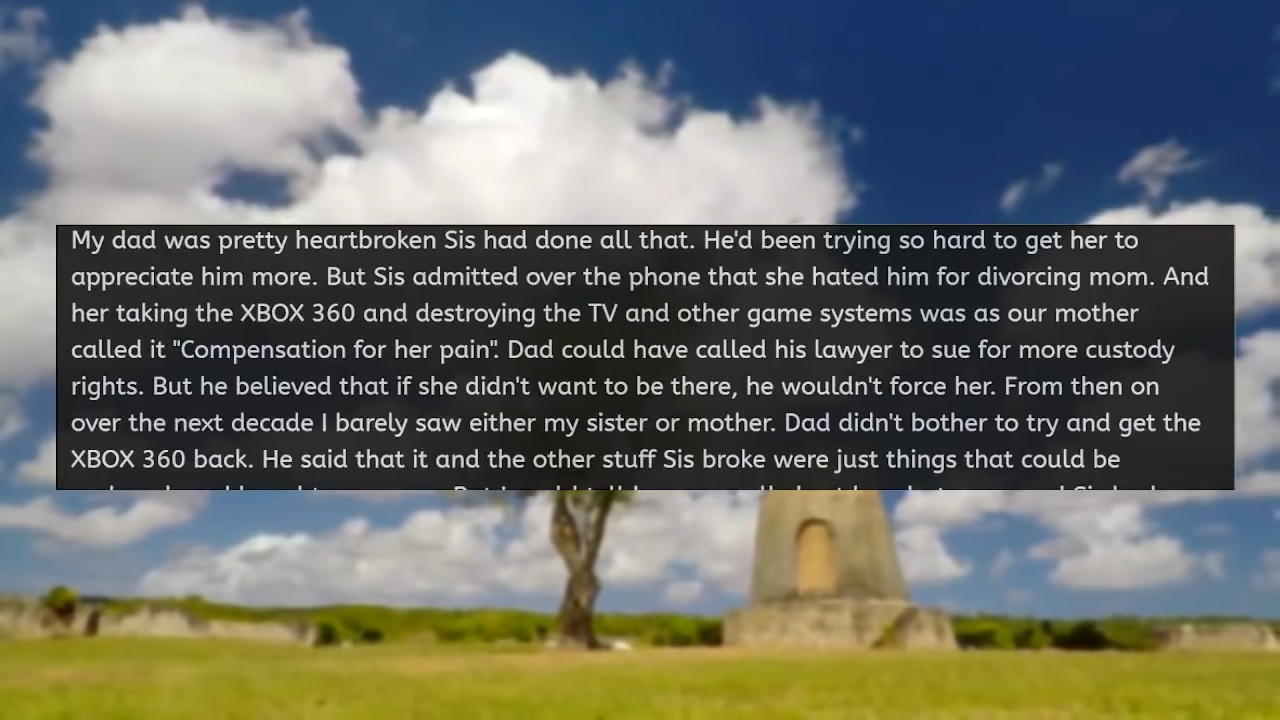 My dad was pretty heartbroken Sis had done all that. He'd been trying so hard to get her to
appreciate him more. But Sis admitted over the phone that she hated him for divorcing mom. And
her taking the XBOX 360 and destroying the TV and other game systems was as our mother
called it "Compensation for her pain". Dad could have called his lawyer to sue for more custody
rights. But he believed that if she didn't want to be there, he wouldn't force her. From then on
over the next decade I barely saw either my sister or mother. Dad didn't bother to try and get the
XBOX 360 back. He said that it and the other stuff Sis broke were just things that could be